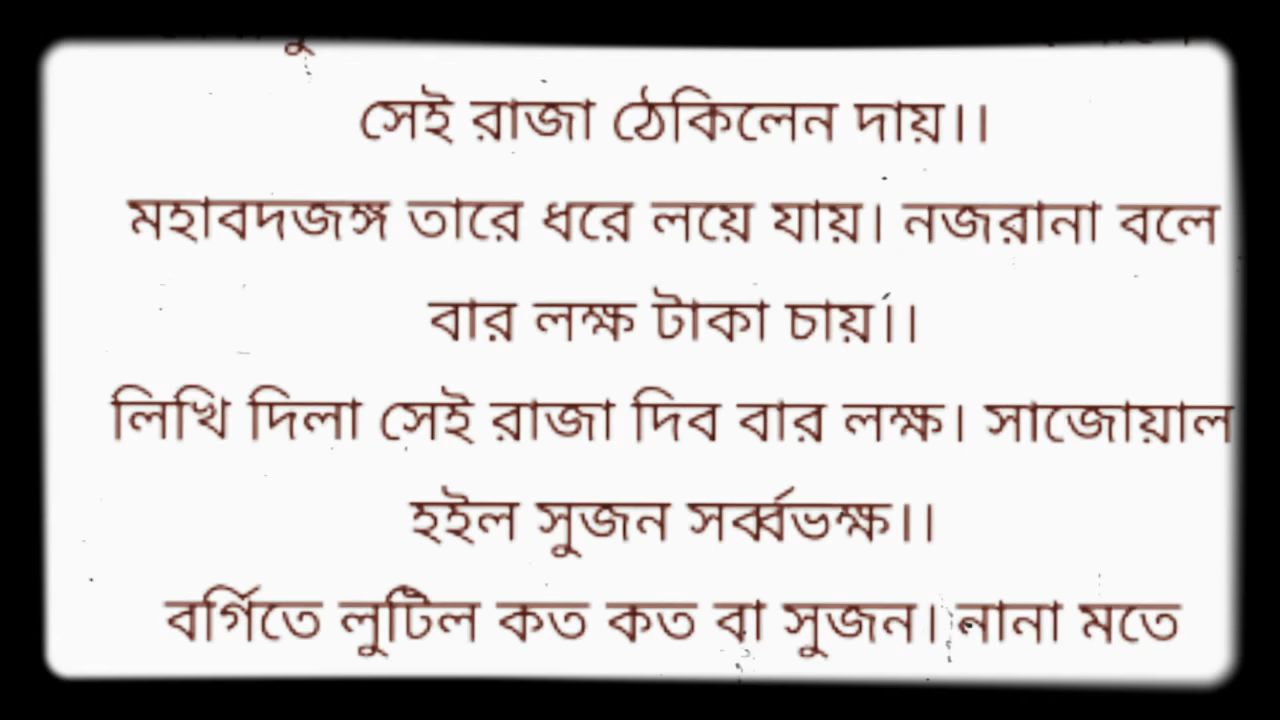 সেই রাজা ঠেকিলেন দায়।।
মহাবদজঙ্গ তারে ধরে লয়ে যায়। নজরানা বলে
বার লক্ষ টাকা চায়।।
লিখি দিলা সেই রাজা দিব বার লক্ষ। সাজোয়াল
হইল সুজন সর্ব্বভক্ষ।।
বর্গিতে লুটিল কত কত বা সুজন। নানা মতে